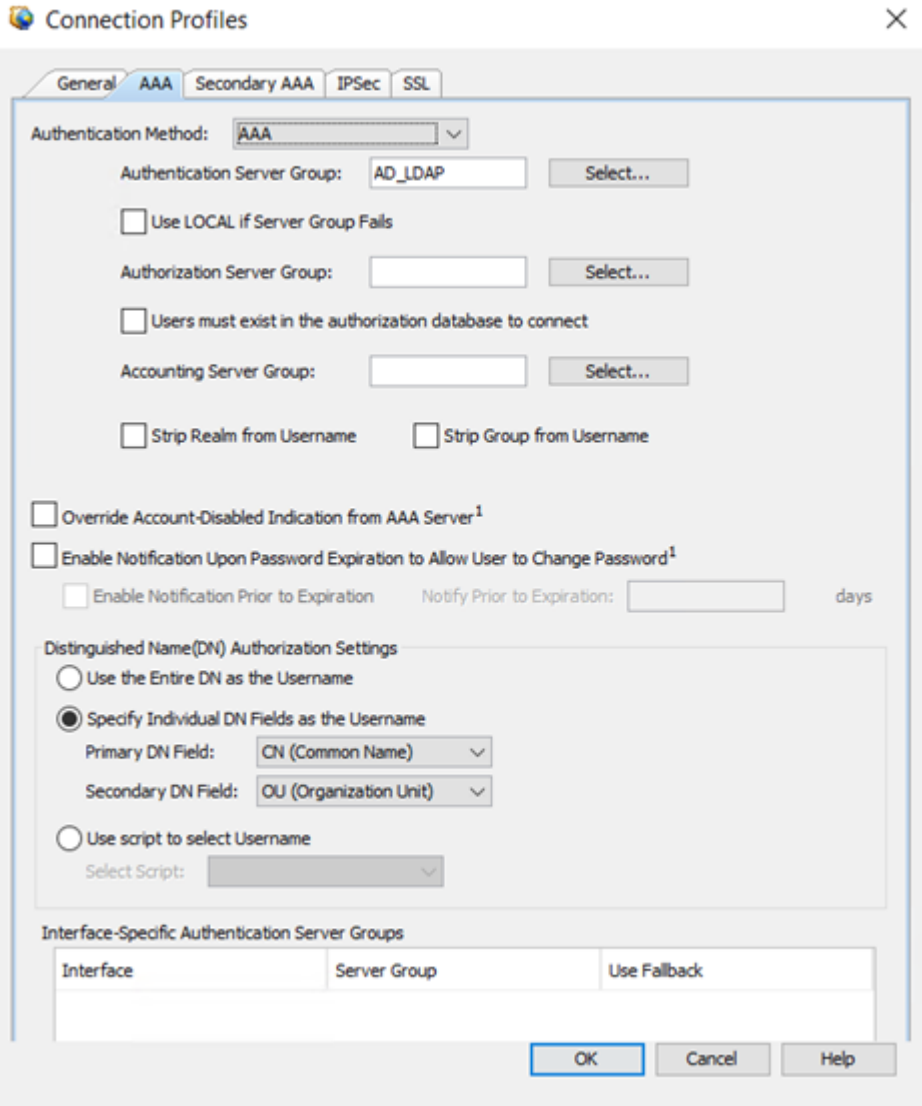 Connection Profiles
General AAA Secondary AAA IPSec SSL
Authentication Method: AAA
Authentication Server Group: AD_LDAP Select...
Use LOCAL if Server Group Fails
Authorization Server Group: Select...
Users must exist in the authorization database to connect
Accounting Server Group: Select...
Strip Realm from Username Strip Group from Username
Override Account-Disabled Indication from AAA Server¹
Enable Notification Upon Password Expiration to Allow User to Change Password¹
Enable Notification Prior to Expiration Notify Prior to Expiration: days
Distinguished Name(DN) Authorization Settings
Use the Entire DN as the Username
Specify Individual DN Fields as the Username
Primary DN Field: CN (Common Name)
Secondary DN Field: OU (Organization Unit)
Use script to select Username
Select Script:
Interface-Specific Authentication Server Groups
Interface Server Group Use Fallback
OK Cancel Help